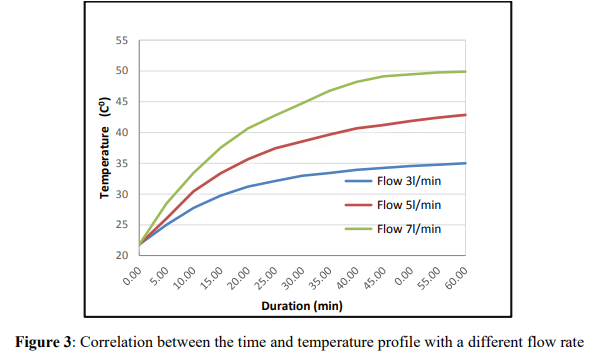 55
50
45
40
35
30
25
20
Temperature (C⁰)
Flow 3l/min
Flow 5l/min
Flow 7l/min
0.00 5.00 10.00 15.00 20.00 25.00 30.00 35.00 40.00 45.00 0.00 55.00 60.00
Duration (min)
Figure 3: Correlation between the time and temperature profile with a different flow rate